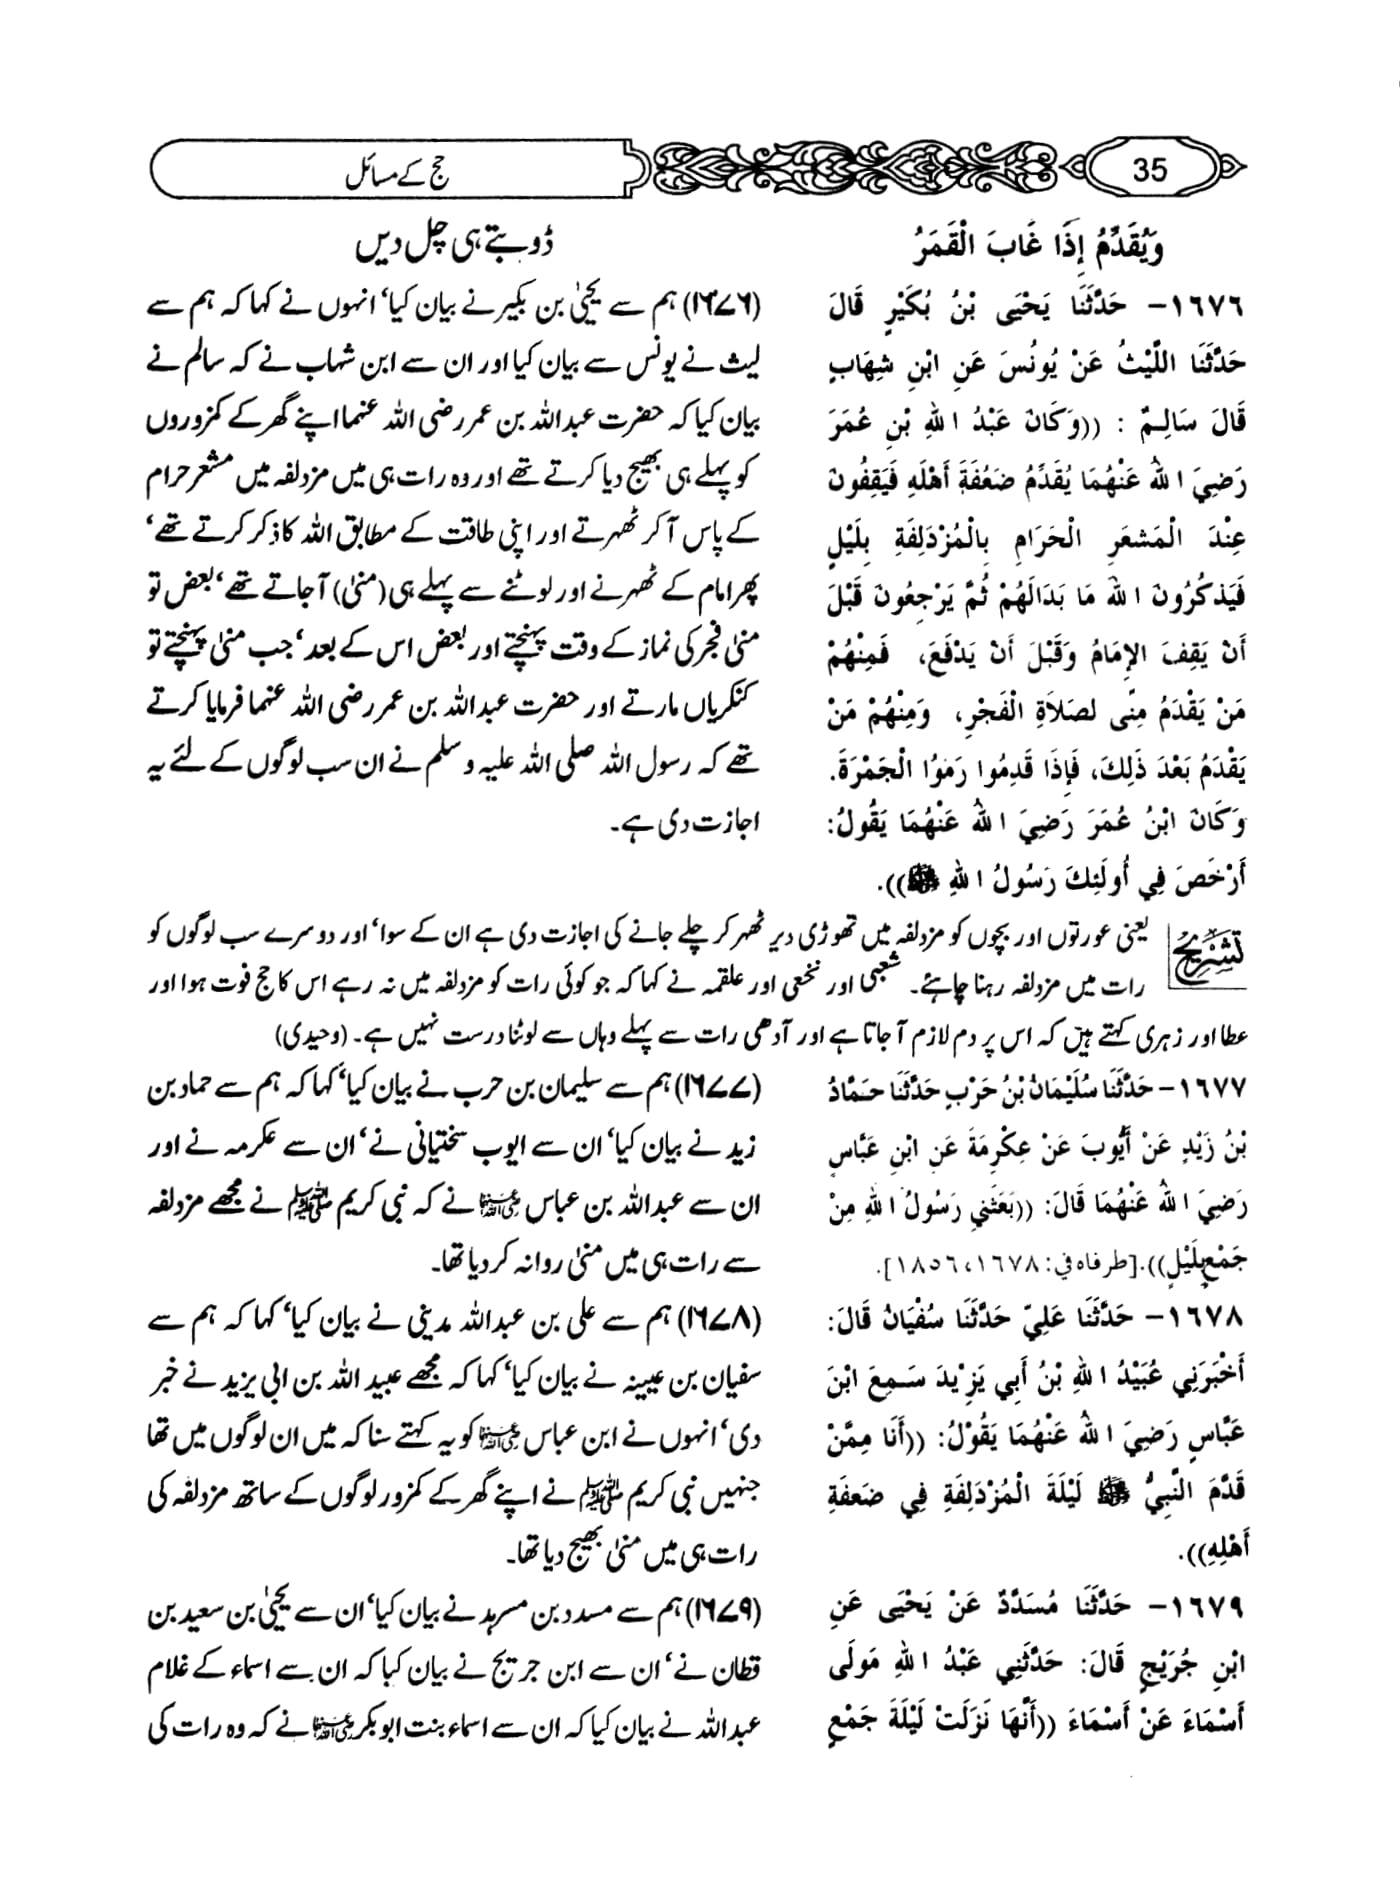 35
حج کے مسائل
وَيُقَدِّمُ إِذَا غَابَ الْقَمَرُ
١٦٧٦- حَدَّثَنَا يَحْيَى بْنُ بُكَيْرٍ قَالَ
حَدَّثَنَا اللَّيْثُ عَنْ يُونُسَ عَنِ ابْنِ شِهَابٍ
قَالَ سَالِمٌ : ((وَكَانَ عَبْدُ اللهِ بْنِ عُمَرَ
رَضِيَ اللهُ عَنْهُمَا يُقَدِّمُ ضَعَفَةَ أَهْلَهِ فَيَقِفُونَ
عِنْدَ الْمَشعَرِ الْحَرَامِ بِالْمُزْدَلِفَةِ بِلَيْلٍ
فَيَذكُرُونَ اللهَ مَا بَدَالَهُمْ ثُمَّ يَرْجِعُونَ قَبْلَ
أَنْ يَقِفَ الإِمَامُ وَقَبْلَ أَنْ يَدْفَعَ، فَمِنْهُمْ
مَنْ يَقْدَمُ مِنًى لصَلاَةِ الْفَجْرِ، وَمِنْهُمْ مَنْ
يَقْدَمُ بَعْدَ ذَلِكَ، فَإِذَا قَدِمُوا رَمَوُا الْجَمْرَةَ.
وَكَانَ ابْنُ عُمَرَ رَضِيَ اللهُ عَنْهُمَا يَقُولُ:
أَرْخَصَ فِي أُولَئِكَ رَسُولُ اللهِ ﷺ)).
ڈوبتے ہی چل دیں
(۱۶۷۶) ہم سے یحییٰ بن بکیر نے بیان کیا‘ انہوں نے کہا کہ ہم سے
لیث نے یونس سے بیان کیا اور ان سے ابن شہاب نے کہ سالم نے
بیان کیا کہ حضرت عبداللہ بن عمر رضی اللہ عنہما اپنے گھر کے کمزوروں
کو پہلے ہی بھیج دیا کرتے تھے اور وہ رات ہی میں مزدلفہ میں مشعر حرام
کے پاس آ کر ٹھہرتے اور اپنی طاقت کے مطابق اللہ کا ذکر کرتے تھے‘
پھر امام کے ٹھہرنے اور لوٹنے سے پہلے ہی (منیٰ) آ جاتے تھے‘ بعض تو
منیٰ فجر کی نماز کے وقت پہنچتے اور بعض اس کے بعد‘ جب منیٰ پہنچتے تو
کنکریاں مارتے اور حضرت عبداللہ بن عمر رضی اللہ عنہما فرمایا کرتے
تھے کہ رسول اللہ صلی اللہ علیہ وسلم نے ان سب لوگوں کے لئے یہ
اجازت دی ہے۔
تشریح
یعنی عورتوں اور بچوں کو مزدلفہ میں تھوڑی دیر ٹھہر کر چلے جانے کی اجازت دی ہے ان کے سوا‘ اور دوسرے سب لوگوں کو
رات میں مزدلفہ رہنا چاہئے۔ شعبی اور نخعی اور علقمہ نے کہا کہ جو کوئی رات کو مزدلفہ میں نہ رہے اس کا حج فوت ہوا اور
عطا اور زہری کہتے ہیں کہ اس پر دم لازم آ جاتا ہے اور آدھی رات سے پہلے وہاں سے لوٹنا درست نہیں ہے۔ (وحیدی)
١٦٧٧- حَدَّثَنَا سُلَيْمَانُ بْنُ حَرْبٍ حَدَّثَنَا حَمَّادُ
بْنُ زَيْدٍ عَنْ أَيُّوبَ عَنْ عِكْرِمَةَ عَنِ ابْنِ عَبَّاسٍ
رَضِيَ اللهُ عَنْهُمَا قَالَ: ((بَعَثَنِي رَسُولُ اللهِ مِنْ
جَمْعٍ بِلَيْلٍ)).[طرفاه في: ١٦٧٨، ١٨٥٦].
(۱۶۷۷) ہم سے سلیمان بن حرب نے بیان کیا‘ کہا کہ ہم سے حماد بن
زید نے بیان کیا‘ ان سے ایوب سختیانی نے‘ ان سے عکرمہ نے اور
ان سے عبداللہ بن عباس رضی اللہ عنہما نے کہ نبی کریم ﷺ نے مجھے مزدلفہ
سے رات ہی میں منیٰ روانہ کر دیا تھا۔
١٦٧٨- حَدَّثَنَا عَلِيّ حَدَّثَنَا سُفْيَانُ قَالَ:
أَخْبَرَنِي عُبَيْدُ اللهِ بْنُ أَبِي يَزِيْدَ سَمِعَ ابْنَ
عَبَّاسٍ رَضِيَ اللهُ عَنْهُمَا يَقُوْلُ: ((أَنَا مِمَّنْ
قَدَّمَ النَّبِيُّ ﷺ لَيْلَةَ الْمُزْدَلِفَةِ فِي ضَعفَةِ
أَهْلِهِ)).
(۱۶۷۸) ہم سے علی بن عبداللہ مدینی نے بیان کیا‘ کہا کہ ہم سے
سفیان بن عیینہ نے بیان کیا‘ کہا کہ مجھے عبید اللہ بن ابی یزید نے خبر
دی‘ انہوں نے ابن عباس رضی اللہ عنہما کو یہ کہتے سنا کہ میں ان لوگوں میں تھا
جنہیں نبی کریم ﷺ نے اپنے گھر کے کمزور لوگوں کے ساتھ مزدلفہ کی
رات ہی میں منیٰ بھیج دیا تھا۔
١٦٧٩- حَدَّثَنَا مُسَدَّدٌ عَنْ يَحْيَى عَنِ
ابْنِ جُرَيْجٍ قَالَ: حَدَّثَنِي عَبْدُ اللهِ مَولَى
أَسْمَاءَ عَنْ أَسْمَاءَ ((أَنَّهَا نَزَلَتْ لَيْلَةَ جَمْعٍ
(۱۶۷۹) ہم سے مسدد بن مسرہد نے بیان کیا‘ ان سے یحییٰ بن سعید بن
قطان نے‘ ان سے ابن جریج نے بیان کیا کہ ان سے اسماء کے غلام
عبداللہ نے بیان کیا کہ ان سے اسماء بنت ابو بکر رضی اللہ عنہما نے کہ وہ رات کی